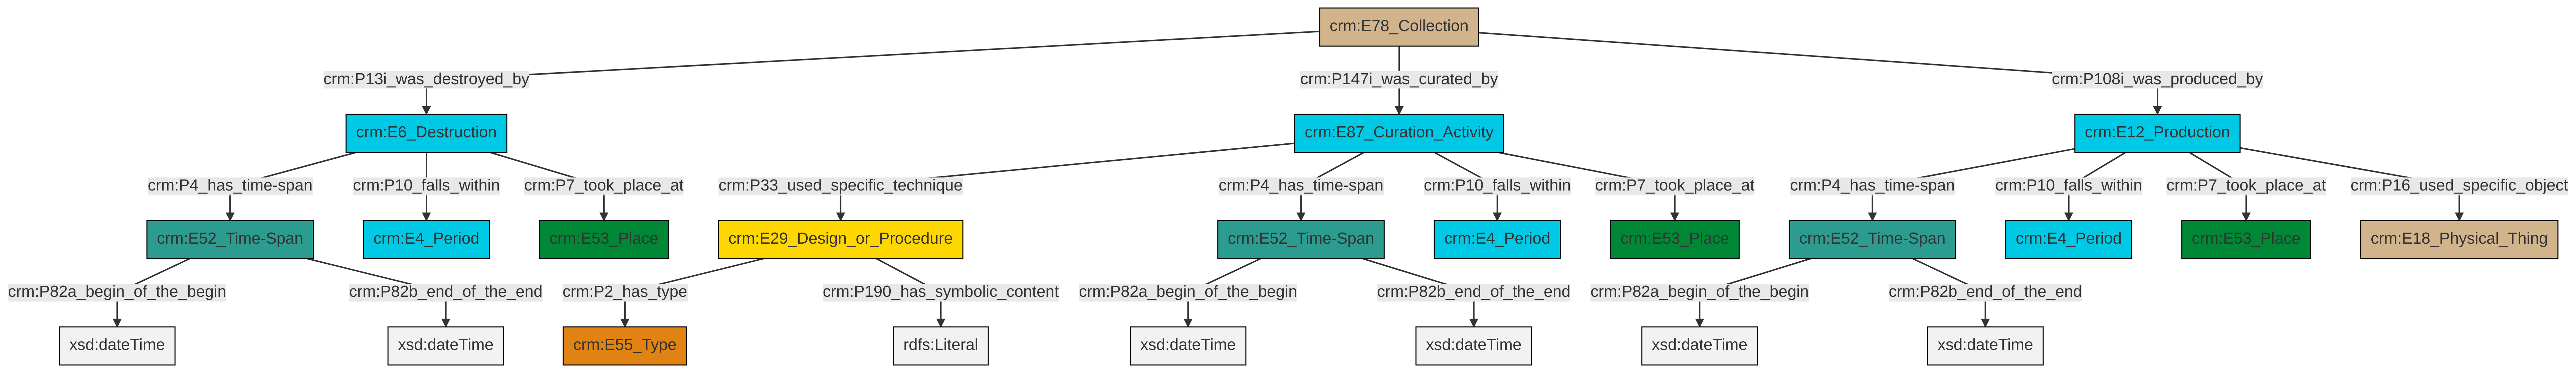 crm:E78_Collection
crm:P13i_was_destroyed_by
crm:P147i_was_curated_by
crm:P108i_was_produced_by
crm:E6_Destruction
crm:E87_Curation_Activity
crm:E12_Production
crm:P4_has_time-span
crm:P10_falls_within
crm:P7_took_place_at
crm:P33_used_specific_technique
crm:P4_has_time-span
crm:P10_falls_within
crm:P7_took_place_at
crm:P4_has_time-span
crm:P10_falls_within
crm:P7_took_place_at
crm:P16_used_specific_object
crm:E52_Time-Span
crm:E4_Period
crm:E53_Place
crm:E29_Design_or_Procedure
crm:E52_Time-Span
crm:E4_Period
crm:E53_Place
crm:E52_Time-Span
crm:E4_Period
crm:E53_Place
crm:E18_Physical_Thing
crm:P82a_begin_of_the_begin
crm:P82b_end_of_the_end
crm:P2_has_type
crm:P190_has_symbolic_content
crm:P82a_begin_of_the_begin
crm:P82b_end_of_the_end
crm:P82a_begin_of_the_begin
crm:P82b_end_of_the_end
xsd:dateTime
xsd:dateTime
crm:E55_Type
rdfs:Literal
xsd:dateTime
xsd:dateTime
xsd:dateTime
xsd:dateTime